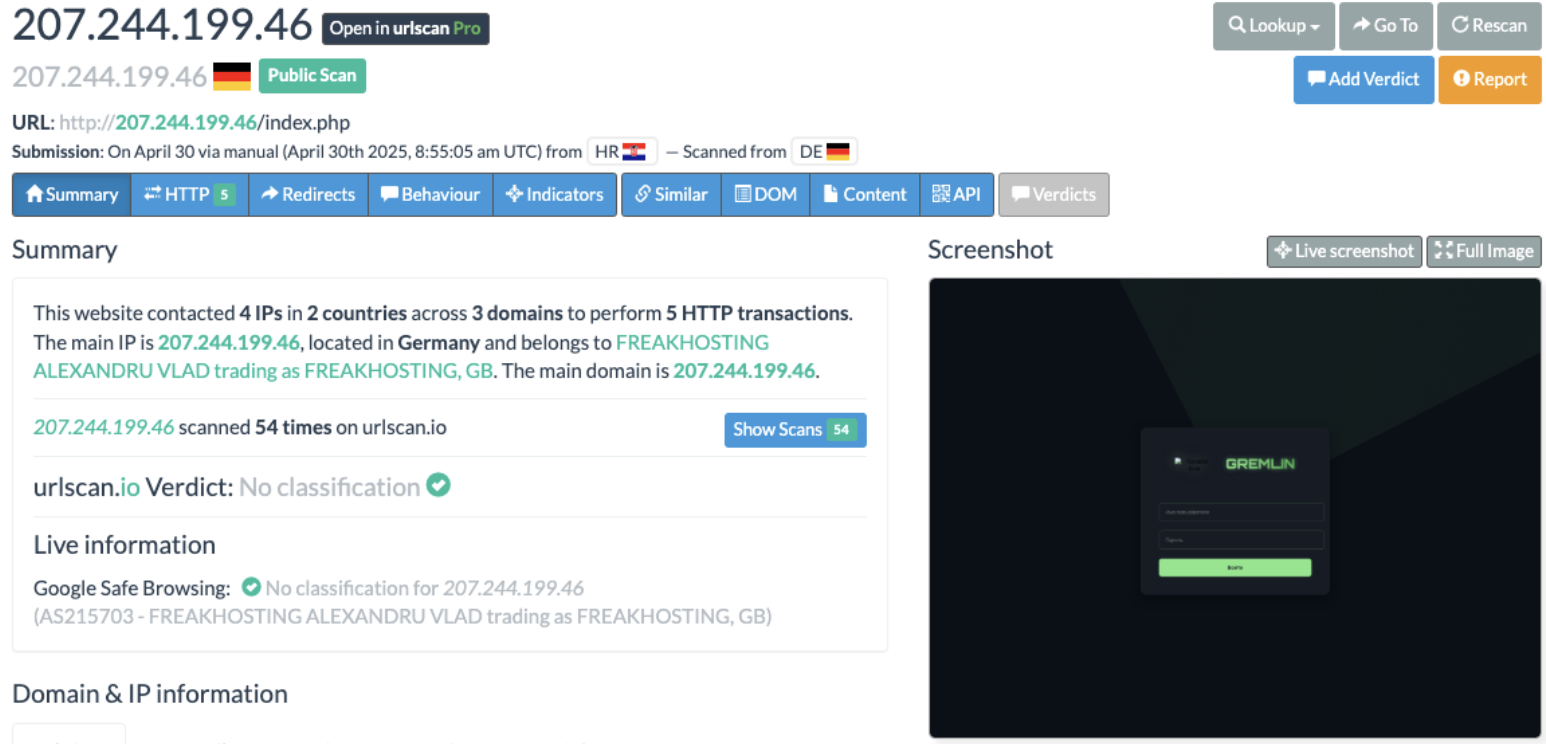 207.244.199.46 Open in urlscan Pro
Lookup Go To Rescan
207.244.199.46 Public Scan
Add Verdict Report
URL: http://207.244.199.46/index.php
Submission: On April 30 via manual (April 30th 2025, 8:55:05 am UTC) from HR — Scanned from DE
Summary HTTP 5 Redirects Behaviour Indicators Similar DOM Content API Verdicts
Summary
This website contacted 4 IPs in 2 countries across 3 domains to perform 5 HTTP transactions.
The main IP is 207.244.199.46, located in Germany and belongs to FREAKHOSTING
ALEXANDRU VLAD trading as FREAKHOSTING, GB. The main domain is 207.244.199.46.
207.244.199.46 scanned 54 times on urlscan.io
Show Scans 54
urlscan.io Verdict: No classification
Live information
Google Safe Browsing: No classification for 207.244.199.46
(AS215703 - FREAKHOSTING ALEXANDRU VLAD trading as FREAKHOSTING, GB)
Domain & IP information
Screenshot
Live screenshot Full Image
GREMLIN
Пароль
Войти